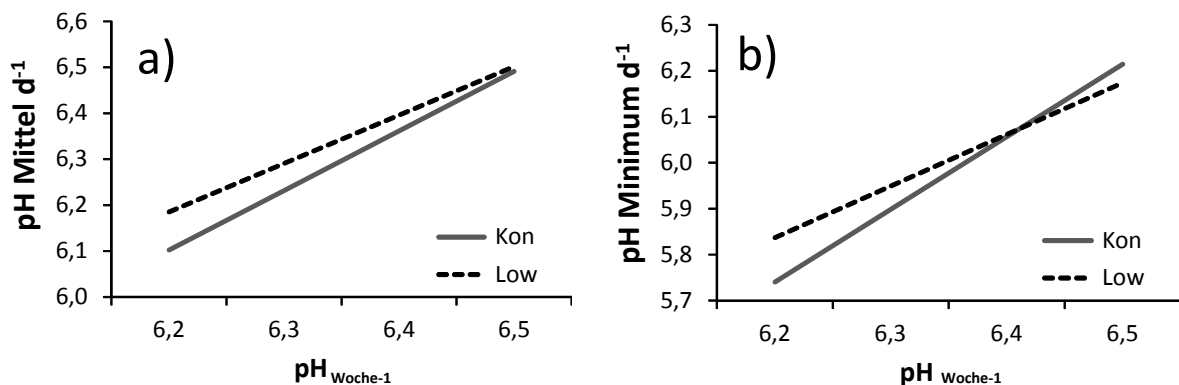 a)
pH Mittel d-1
6,6
6,5
6,4
6,3
6,2
6,1
6,0
Kon
Low
6,2 6,3 6,4 6,5
pH Woche-1
b)
pH Minimum d-1
6,3
6,2
6,1
6,0
5,9
5,8
5,7
Kon
Low
6,2 6,3 6,4 6,5
pH Woche-1